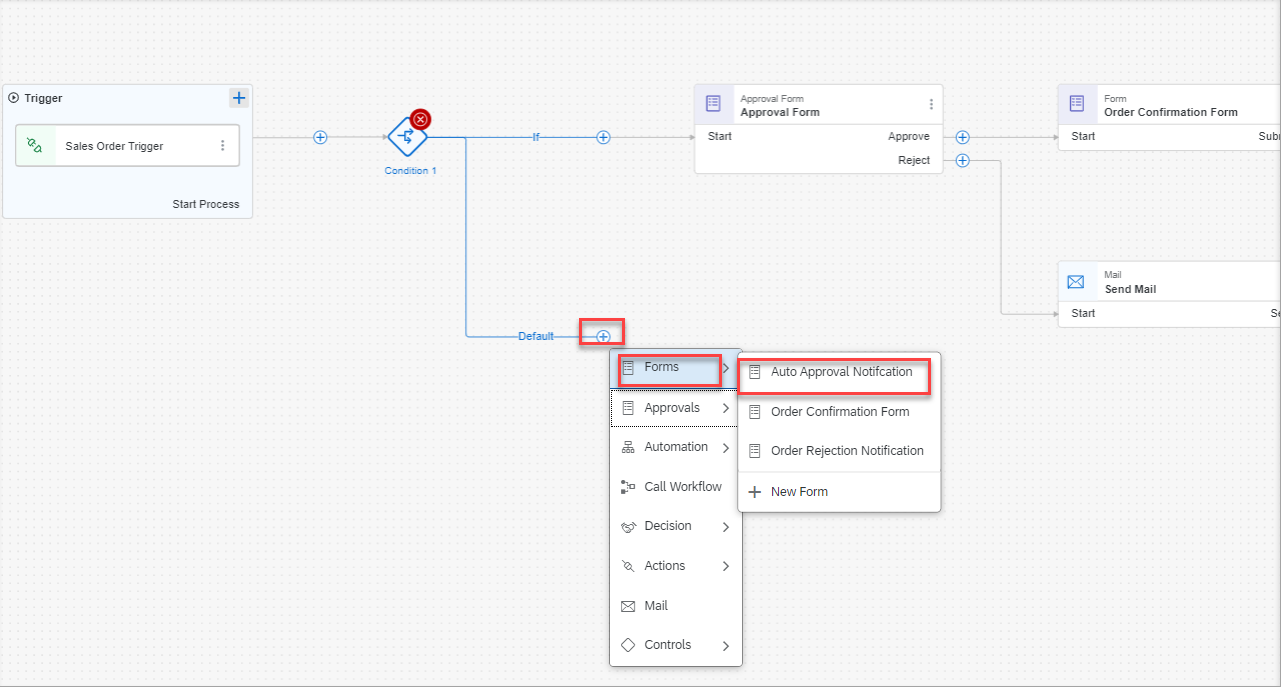 Trigger
Sales Order Trigger
Start Process
Condition 1
If
Default
Approval Form
Approval Form
Start
Approve
Reject
Form
Order Confirmation Form
Start
Subm
Mail
Send Mail
Start
Se
Forms
Approvals
Automation
Call Workflow
Decision
Actions
Mail
Controls
Auto Approval Notifcation
Order Confirmation Form
Order Rejection Notification
New Form